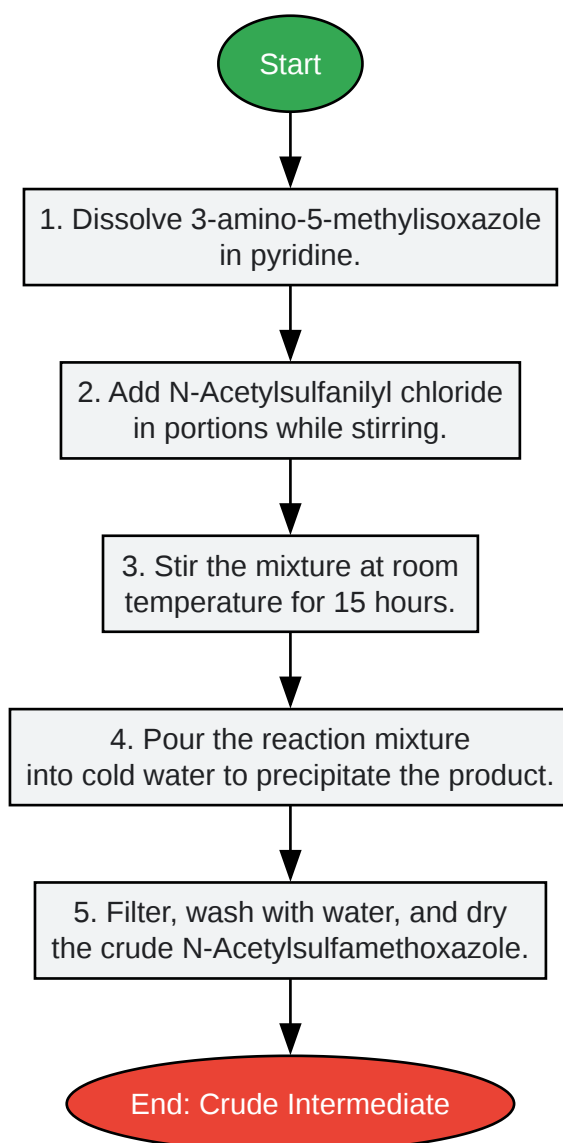 Start
1. Dissolve 3-amino-5-methylisoxazole
in pyridine.
2. Add N-Acetylsulfanilyl chloride
in portions while stirring.
3. Stir the mixture at room
temperature for 15 hours.
4. Pour the reaction mixture
into cold water to precipitate the product.
5. Filter, wash with water, and dry
the crude N-Acetylsulfamethoxazole.
End: Crude Intermediate